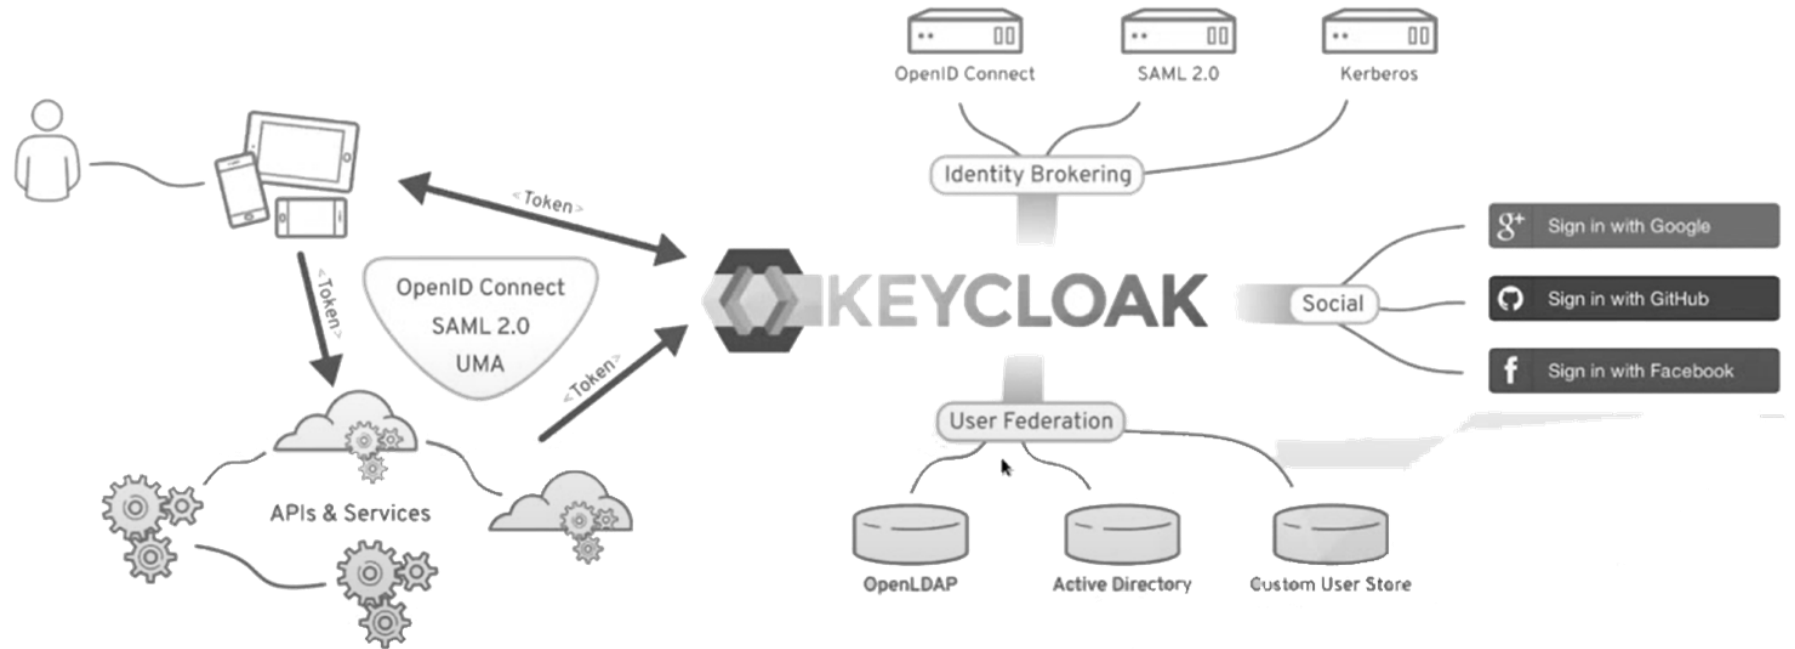 OpenID Connect
SAML 2.0
Kerberos
Identity Brokering
<Token>
<Token>
OpenID Connect
SAML 2.0
UMA
<Token>
KEYCLOAK
Social
g+ Sign in with Google
Sign in with GitHub
f Sign in with Facebook
User Federation
APIs & Services
OpenLDAP
Active Directory
Custom User Store